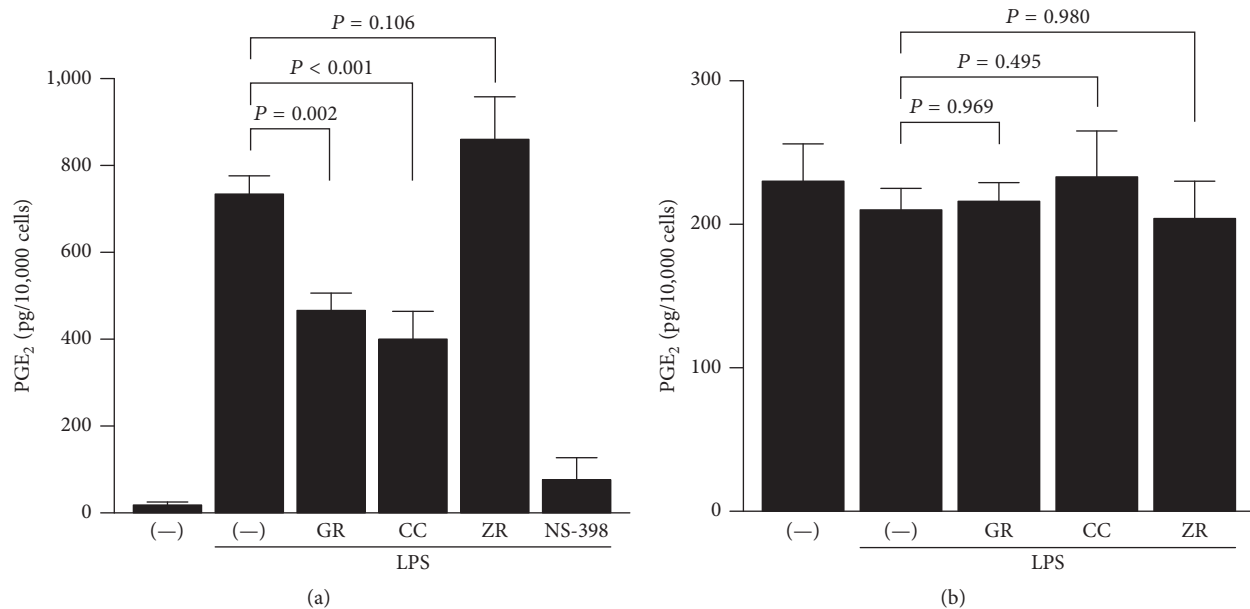 P = 0.106
P < 0.001
P = 0.002
1,000
800
600
400
200
0
PGE₂ (pg/10,000 cells)
(—) (—) GR CC ZR NS-398
LPS
(a)
P = 0.980
P = 0.495
P = 0.969
300
200
100
0
PGE₂ (pg/10,000 cells)
(—) (—) GR CC ZR
LPS
(b)